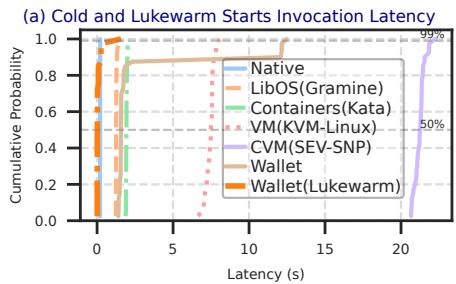 (a) Cold and Lukewarm Starts Invocation Latency
Cumulative Probability
1.0
0.8
0.6
0.4
0.2
0.0
99%
50%
Native
LibOS(Gramine)
Containers(Kata)
VM(KVM-Linux)
CVM(SEV-SNP)
Wallet
Wallet(Lukewarm)
0 5 10 15 20
Latency (s)